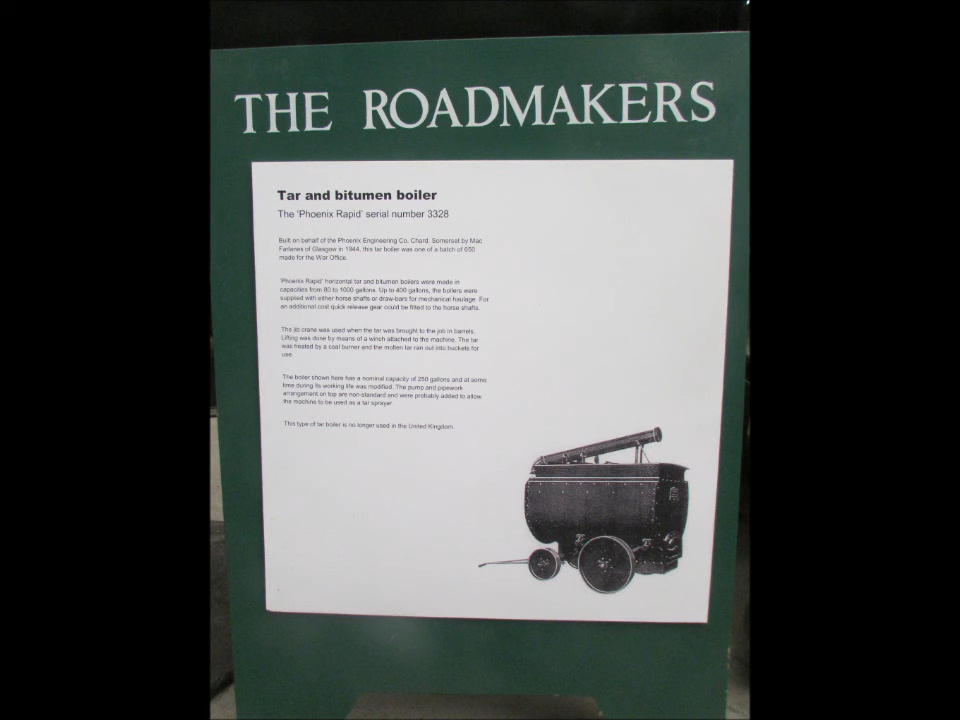 THE ROADMAKERS
Tar and bitumen boiler
The 'Phoenix Rapid' serial number 3328
Built on behalf of the Phoenix Engineering Co, Chard, Somerset by Mac
Farlanes of Glasgow in 1944, this tar boiler was one of a batch of 650
made for the War Office.
'Phoenix Rapid' horizontal tar and bitumen boilers were made in
capacities from 80 to 1000 gallons. Up to 400 gallons, the boilers were
supplied with either horse shafts or draw-bars for mechanical haulage. For
an additional cost quick release gear could be fitted to the horse shafts.
The jib crane was used when the tar was brought to the job in barrels.
Lifting was done by means of a winch attached to the machine. The tar
was heated by a coal burner and the molten tar ran out into buckets for
use.
The boiler shown here has a nominal capacity of 250 gallons and at some
time during its working life was modified. The pump and pipework
arrangement on top are non-standard and were probably added to allow
the machine to be used as a tar sprayer.
This type of tar boiler is no longer used in the United Kingdom.